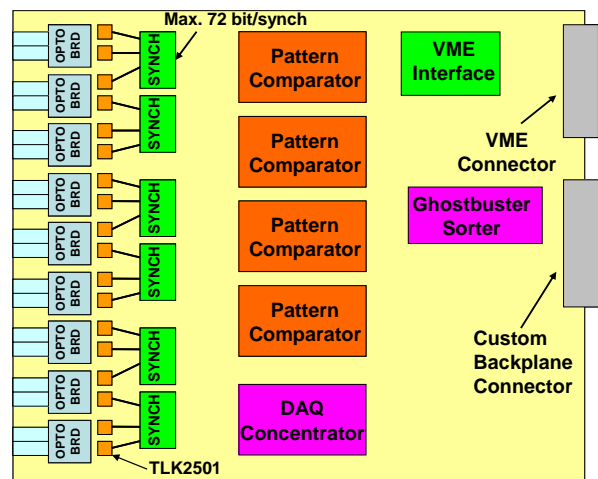 Max. 72 bit/synch
OPTO
BRD
OPTO
BRD
OPTO
BRD
OPTO
BRD
OPTO
BRD
OPTO
BRD
OPTO
BRD
OPTO
BRD
OPTO
BRD
SYNCH
SYNCH
SYNCH
SYNCH
SYNCH
SYNCH
TLK2501
Pattern
Comparator
Pattern
Comparator
Pattern
Comparator
Pattern
Comparator
DAQ
Concentrator
VME
Interface
VME
Connector
Ghostbuster
Sorter
Custom
Backplane
Connector